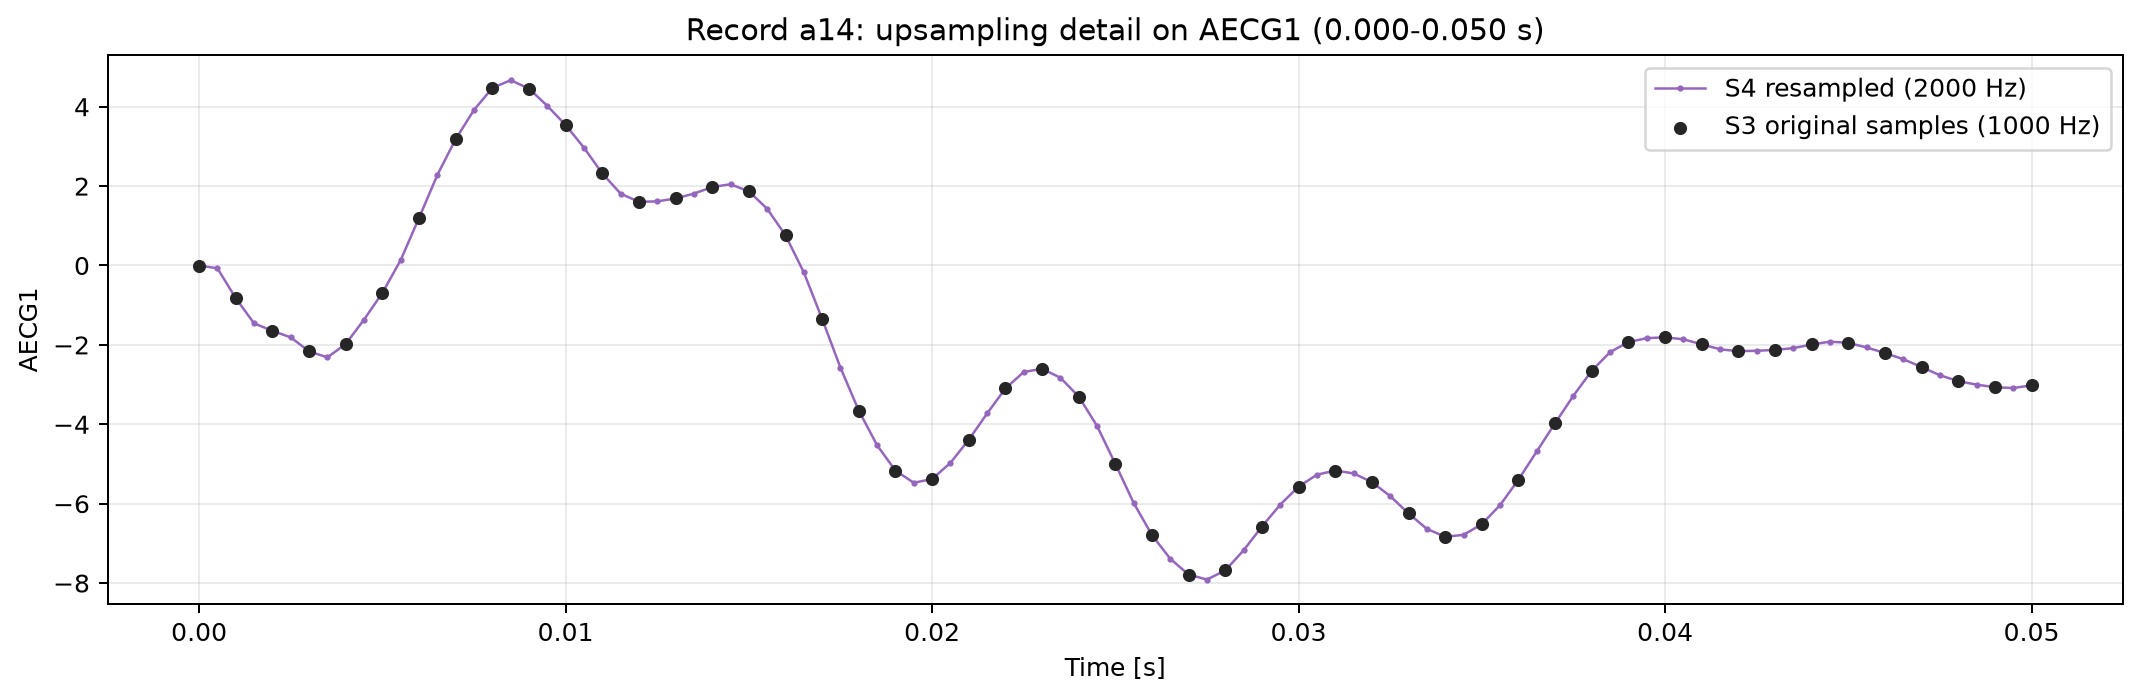 Record a14: upsampling detail on AECG1 (0.000-0.050 s)
S4 resampled (2000 Hz)
S3 original samples (1000 Hz)
AECG1
4
2
0
−2
−4
−6
−8
0.00 0.01 0.02 0.03 0.04 0.05
Time [s]